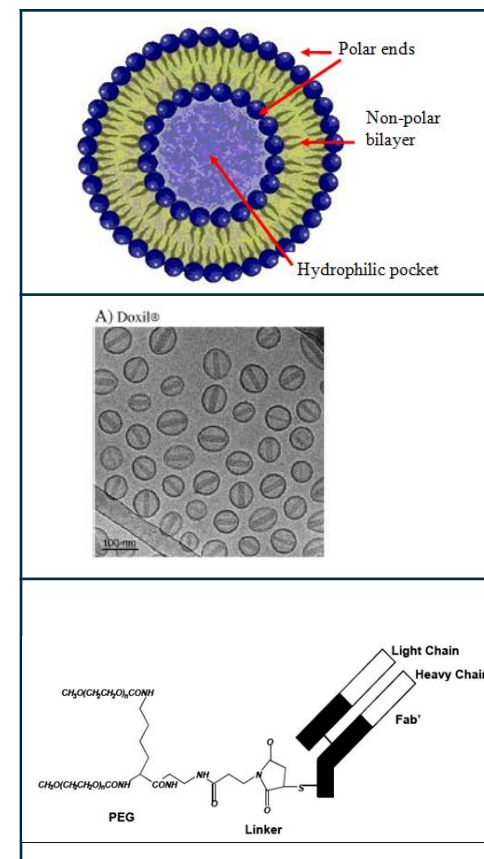 Polar ends
Non-polar
bilayer
Hydrophilic pocket
A) Doxil®
100 nm
Light Chain
Heavy Chain
Fab'
CH₃O(CH₂CH₂O)ₙCONH
CH₃O(CH₂CH₂O)ₙCONH
CONH
NH
O
N
O
O
S
PEG
Linker